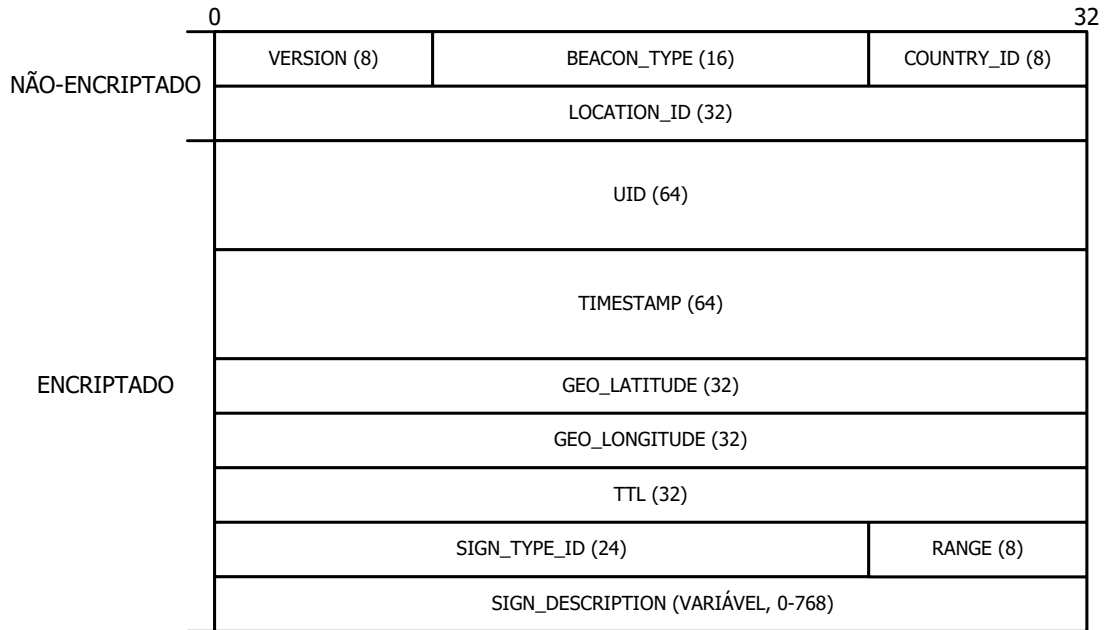 0 32
NÃO-ENCRIPTADO
VERSION (8) BEACON_TYPE (16) COUNTRY_ID (8)
LOCATION_ID (32)
ENCRIPTADO
UID (64)
TIMESTAMP (64)
GEO_LATITUDE (32)
GEO_LONGITUDE (32)
TTL (32)
SIGN_TYPE_ID (24) RANGE (8)
SIGN_DESCRIPTION (VARIÁVEL, 0-768)